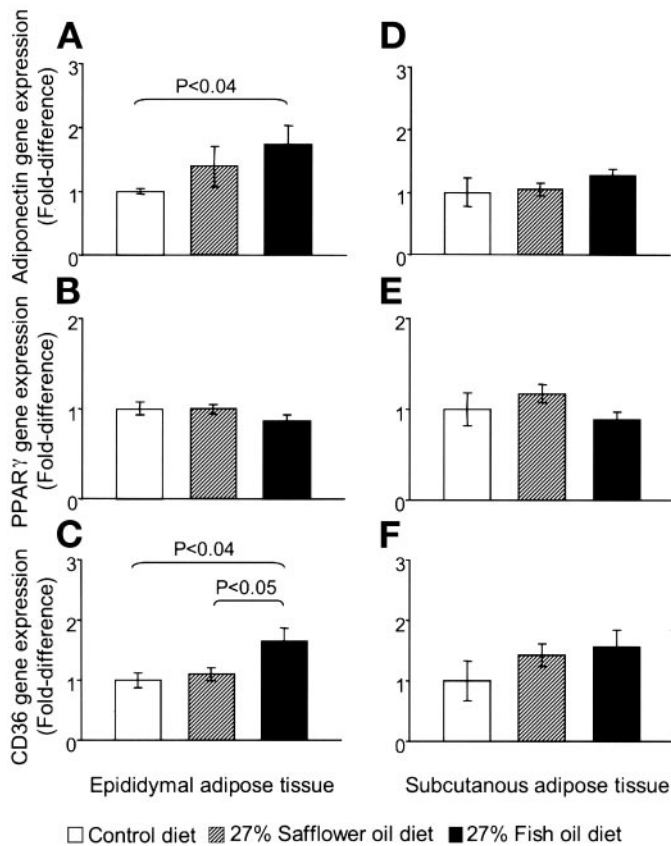 A
Adiponectin gene expression
(Fold-difference)
3
2
1
0
P<0.04
D
3
2
1
0
B
PPARγ gene expression
(Fold-difference)
2
1
0
E
2
1
0
C
CD36 gene expression
(Fold-difference)
3
2
1
0
P<0.04
P<0.05
F
3
2
1
0
Epididymal adipose tissue
Subcutanous adipose tissue
Control diet 27% Safflower oil diet 27% Fish oil diet